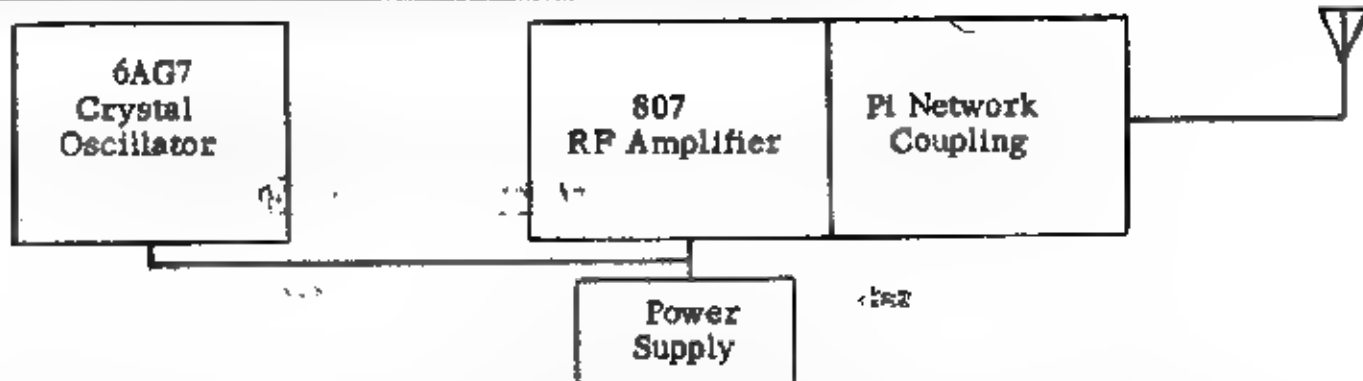 6AG7
Crystal
Oscillator
807
RF Amplifier
Pi Network
Coupling
Power
Supply